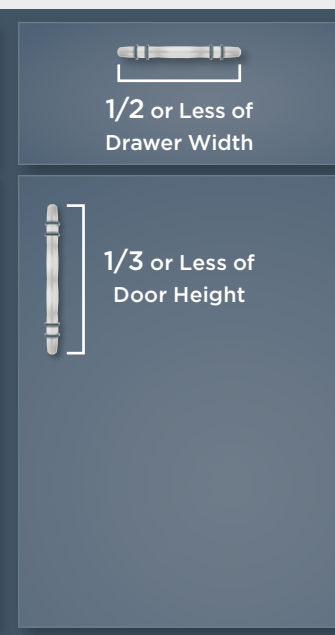 1/2 or Less of
Drawer Width
1/3 or Less of
Door Height